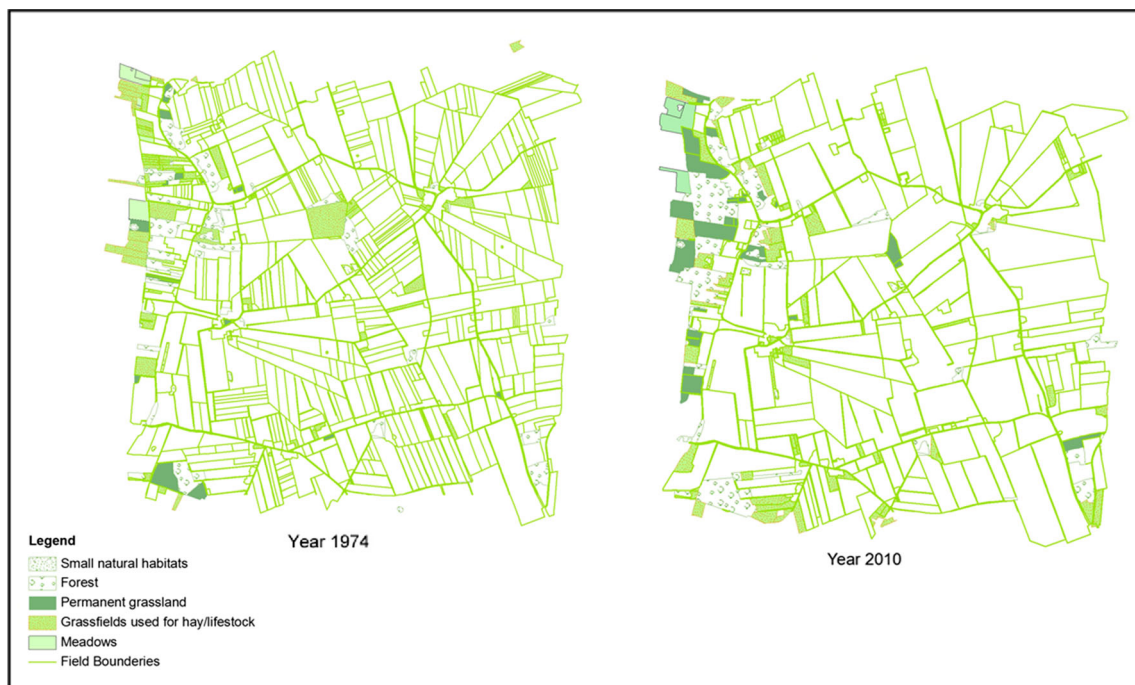 Year 1974
Year 2010
Legend
Small natural habitats
Forest
Permanent grassland
Grassfields used for hay/lifestock
Meadows
Field Bounderies